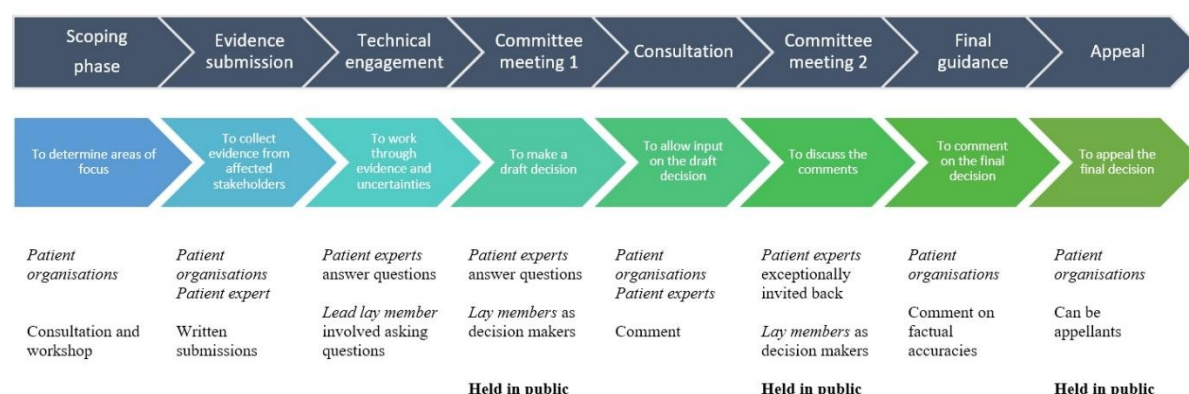 Scoping
phase
Evidence
submission
Technical
engagement
Committee
meeting 1
Consultation
Committee
meeting 2
Final
guidance
Appeal
To determine areas of
focus
To collect
evidence from
affected
stakeholders
To work
through
evidence and
uncertainties
To make a
draft decision
To allow input
on the draft
decision
To discuss the
comments
To comment
on the final
decision
To appeal the
final decision
Patient
organisations
Consultation and
workshop
Patient
organisations
Patient expert
Written
submissions
Patient experts
answer questions
Lead lay member
involved asking
questions
Patient experts
answer questions
Lay members as
decision makers
Held in public
Patient
organisations
Patient experts
Comment
Patient experts
exceptionally
invited back
Lay members as
decision makers
Held in public
Patient
organisations
Comment on
factual
accuracies
Patient
organisations
Can be
appellants
Held in public